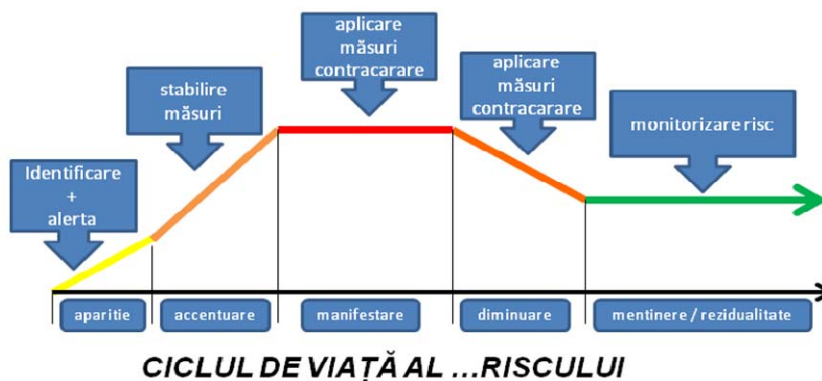 Identificare
+
alerta
stabilire
măsuri
aplicare
măsuri
contracarare
aplicare
măsuri
contracarare
monitorizare risc
aparitie
accentuare
manifestare
diminuare
mentinere / rezidualitate
CICLUL DE VIAȚĂ AL ...RISCULUI